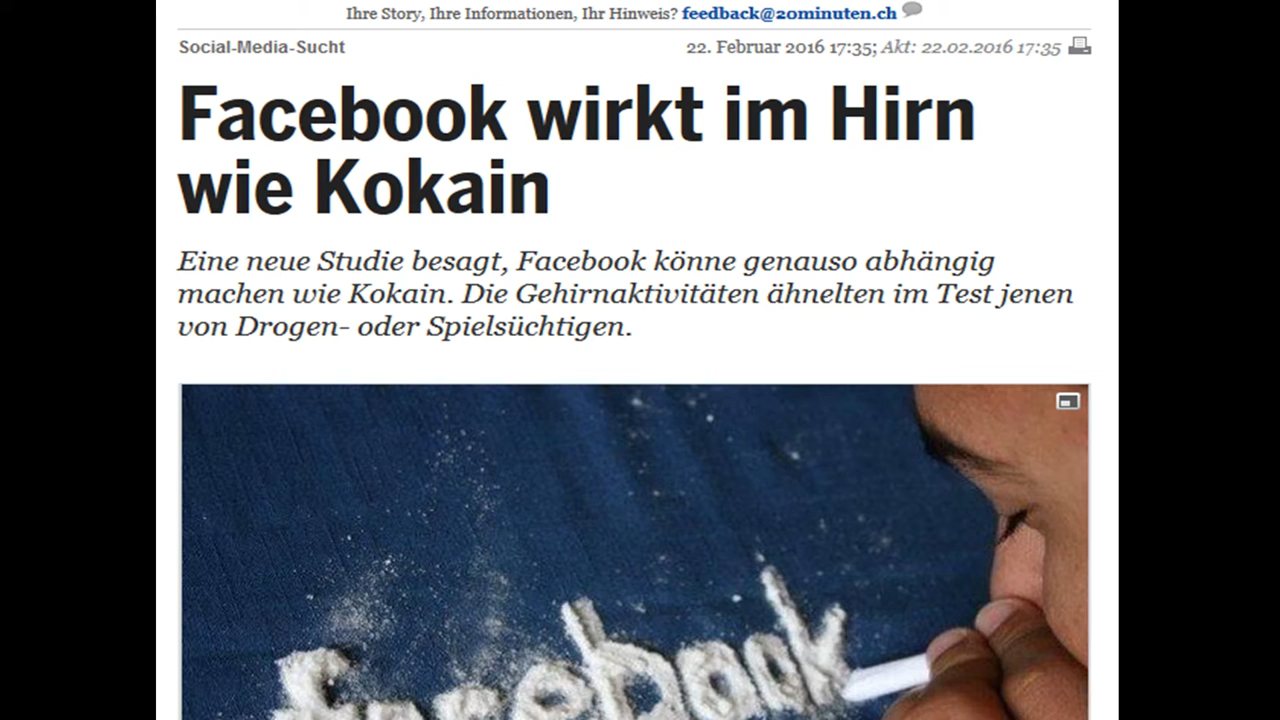 Ihre Story, Ihre Informationen, Ihr Hinweis? feedback@20minuten.ch
Social-Media-Sucht 22. Februar 2016 17:35; Akt: 22.02.2016 17:35
Facebook wirkt im Hirn
wie Kokain
Eine neue Studie besagt, Facebook könne genauso abhängig
machen wie Kokain. Die Gehirnaktivitäten ähnelten im Test jenen
von Drogen- oder Spielsüchtigen.
facebook